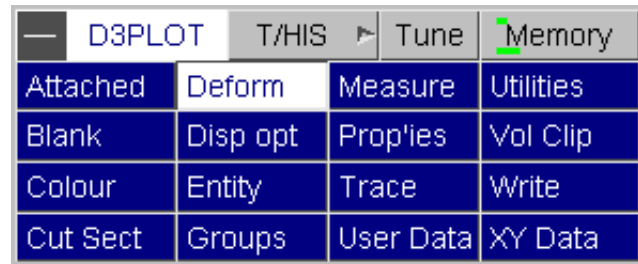 D3PLOT T/HIS Tune Memory
Attached Deform Measure Utilities
Blank Disp opt Prop'ies Vol Clip
Colour Entity Trace Write
Cut Sect Groups User Data XY Data